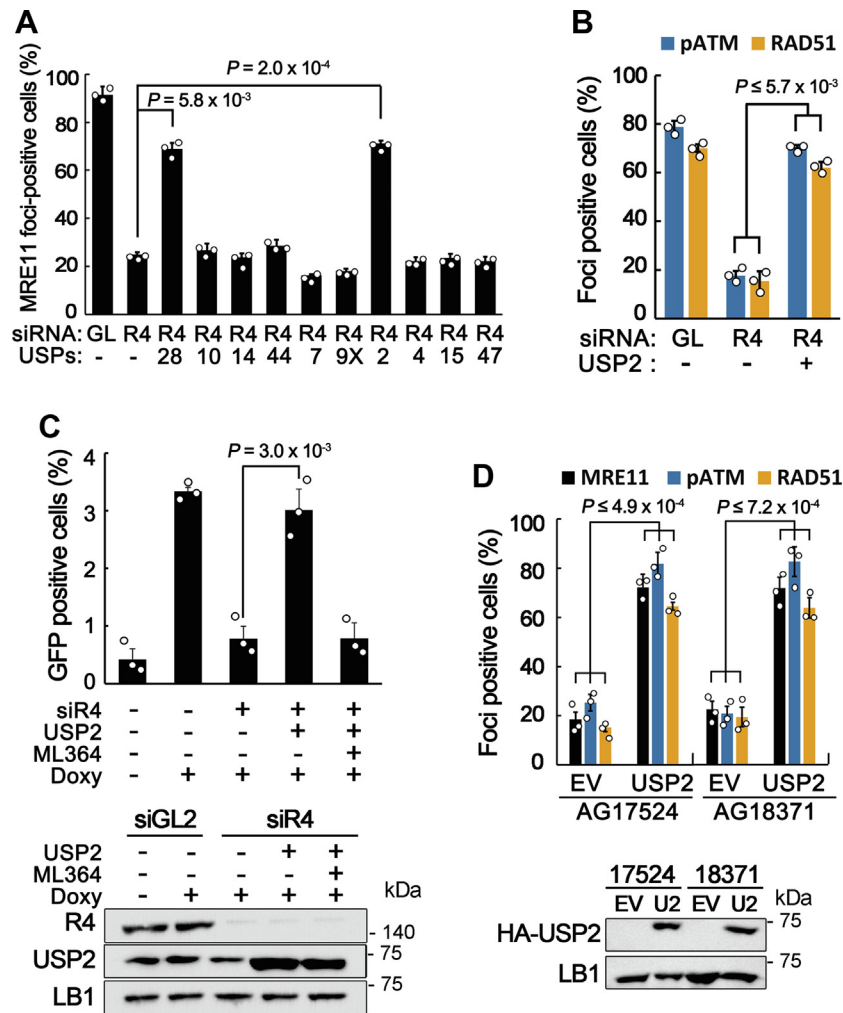 A
MRE11 foci-positive cells (%)
100
80
60
40
20
0
P = 2.0 x 10-4
P = 5.8 x 10-3
siRNA: GL R4 R4 R4 R4 R4 R4 R4 R4 R4 R4 R4
USPs: - - 28 10 14 44 7 9X 2 4 15 47
B
pATM RAD51
Foci positive cells (%)
100
80
60
40
20
0
P ≤ 5.7 x 10-3
siRNA: GL R4 R4
USP2 : - - +
C
GFP positive cells (%)
4
3
2
1
0
P = 3.0 x 10-3
siR4 - - + + +
USP2 - - - + +
ML364 - - - - +
Doxy - + + + +
siGL2 siR4
USP2 - - - + +
ML364 - - - - +
Doxy - + + + + kDa
R4 - 140
USP2 - 75
- 75
LB1
D
MRE11 pATM RAD51
Foci positive cells (%)
100
80
60
40
20
0
P ≤ 4.9 x 10-4 P ≤ 7.2 x 10-4
EV USP2 EV USP2
AG17524 AG18371
17524 18371
EV U2 EV U2 kDa
HA-USP2 - 75
- 75
LB1